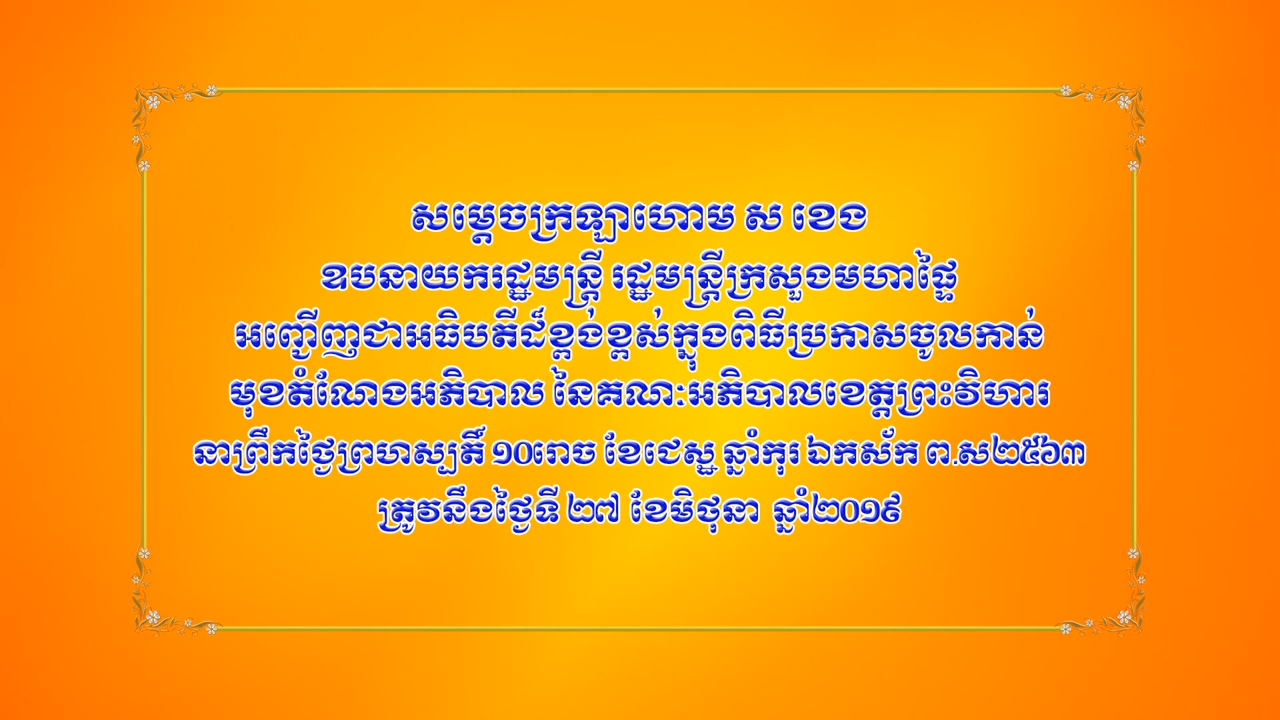 សម្តេចក្រឡាហោម ស ខេង
ឧបនាយករដ្ឋមន្ត្រី រដ្ឋមន្ត្រីក្រសួងមហាផ្ទៃ
អញ្ជើញជាអធិបតីដ៏ខ្ពង់ខ្ពស់ក្នុងពិធីប្រកាសចូលកាន់
មុខតំណែងអភិបាល នៃគណៈអភិបាលខេត្តព្រះវិហារ
នាព្រឹកថ្ងៃព្រហស្បតិ៍ ១០រោច ខែជេស្ឋ ឆ្នាំកុរ ឯកស័ក ព.ស២៥៦៣
ត្រូវនឹងថ្ងៃទី ២៧ ខែមិថុនា ឆ្នាំ២០១៩